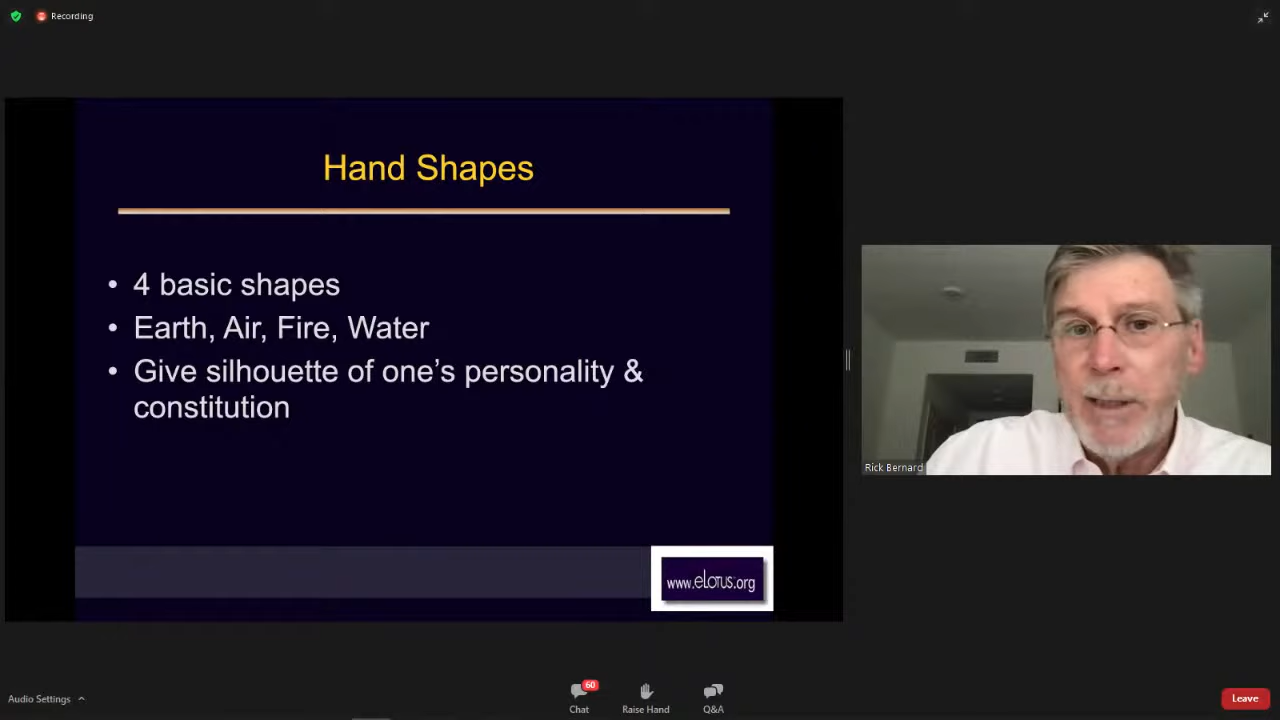 Recording
Hand Shapes
• 4 basic shapes
• Earth, Air, Fire, Water
• Give silhouette of one’s personality &
constitution
www.eLotus.org
Rick Bernard
Audio Settings
60
Chat
Raise Hand
Q&A
Leave